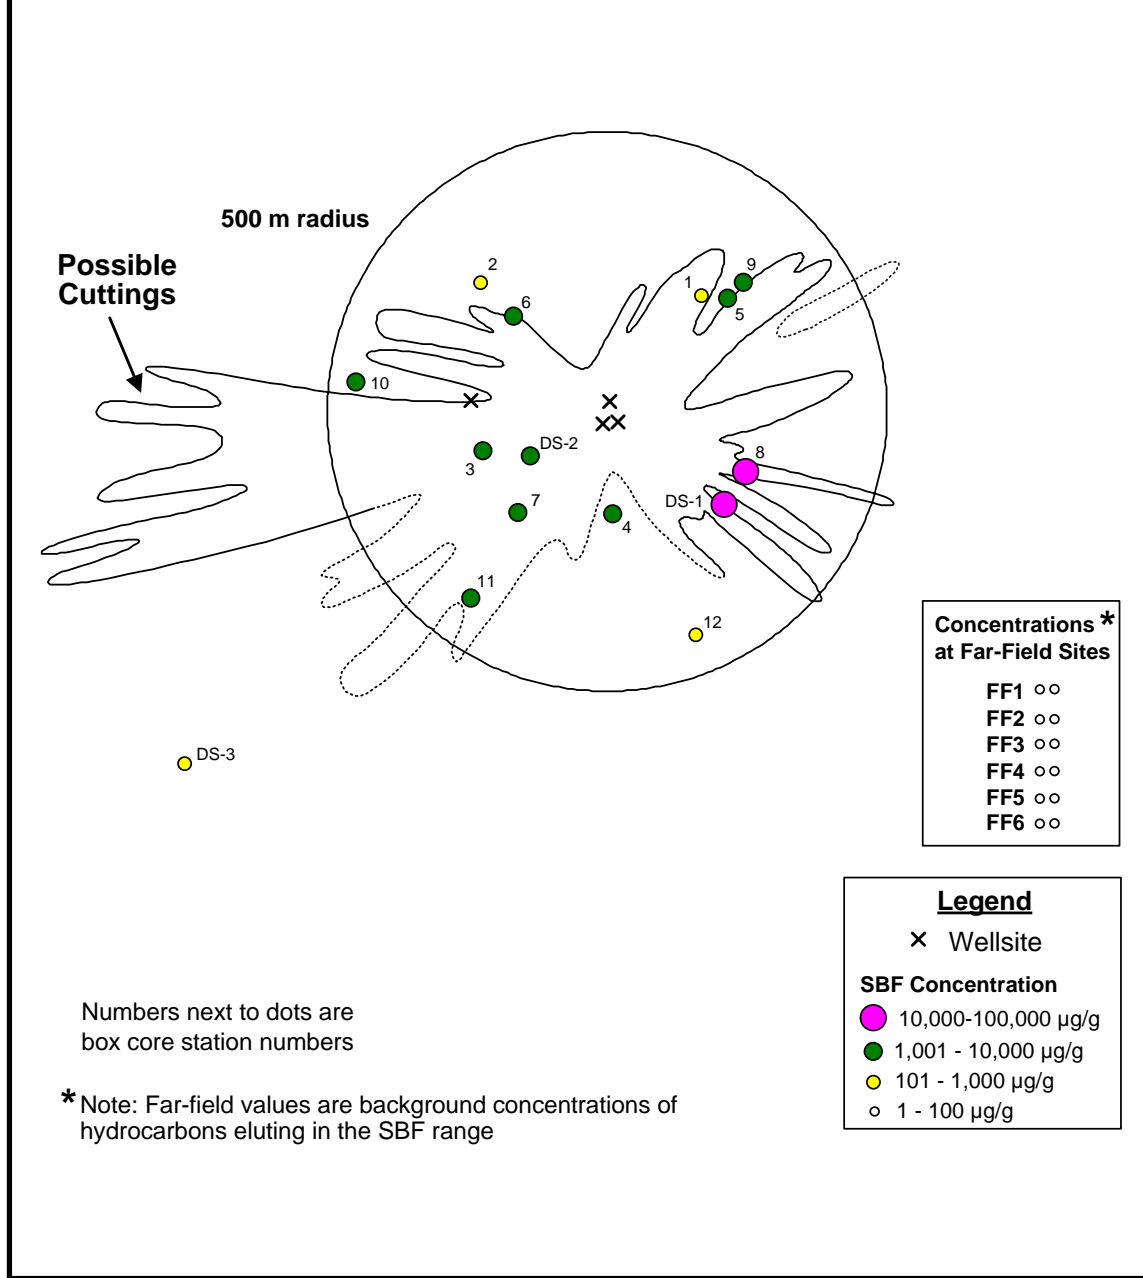 500 m radius
Possible
Cuttings
2
1
9
5
6
10
8
DS-2
3
DS-1
7
4
11
12
DS-3
Concentrations *
at Far-Field Sites
FF1
FF2
FF3
FF4
FF5
FF6
Legend
Wellsite
SBF Concentration
10,000-100,000 µg/g
1,001 - 10,000 µg/g
101 - 1,000 µg/g
1 - 100 µg/g
Numbers next to dots are
box core station numbers
* Note: Far-field values are background concentrations of
hydrocarbons eluting in the SBF range